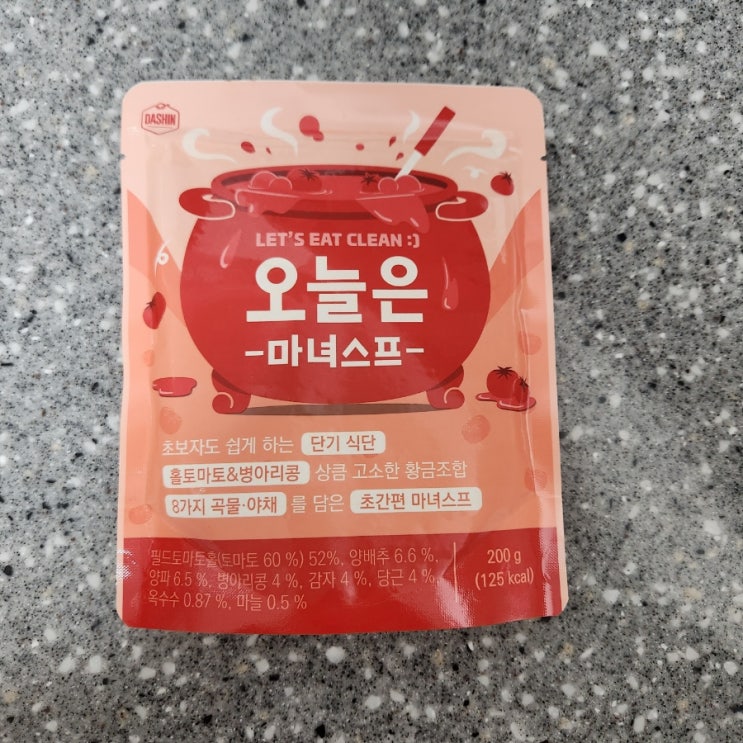 DASHIN
LET'S EAT CLEAN :)
오늘은
-마녀스프-
초보자도 쉽게 하는 단기 식단
홀토마토&병아리콩 상큼 고소한 황금조합
8가지 곡물·야채 를 담은 초간편 마녀스프
필드토마토홀(토마토 60 %) 52%, 양배추 6.6 %,
양파 6.5 %, 병아리콩 4 %, 감자 4 %, 당근 4 %,
옥수수 0.87 %, 마늘 0.5 %
200 g
(125 kcal)